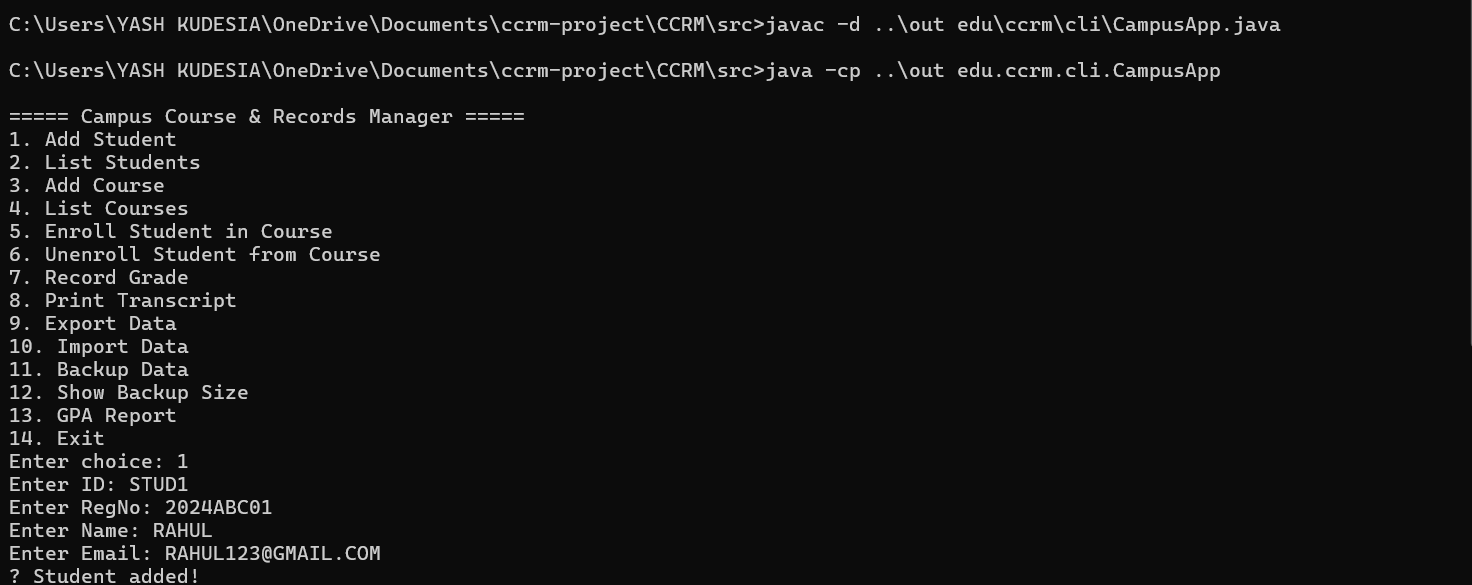 C:\Users\YASH KUDESIA\OneDrive\Documents\ccrm-project\CCRM\src>javac -d ..\out edu\ccrm\cli\CampusApp.java
C:\Users\YASH KUDESIA\OneDrive\Documents\ccrm-project\CCRM\src>java -cp ..\out edu.ccrm.cli.CampusApp
===== Campus Course & Records Manager =====
1. Add Student
2. List Students
3. Add Course
4. List Courses
5. Enroll Student in Course
6. Unenroll Student from Course
7. Record Grade
8. Print Transcript
9. Export Data
10. Import Data
11. Backup Data
12. Show Backup Size
13. GPA Report
14. Exit
Enter choice: 1
Enter ID: STUD1
Enter RegNo: 2024ABC01
Enter Name: RAHUL
Enter Email: RAHUL123@GMAIL.COM
? Student added!